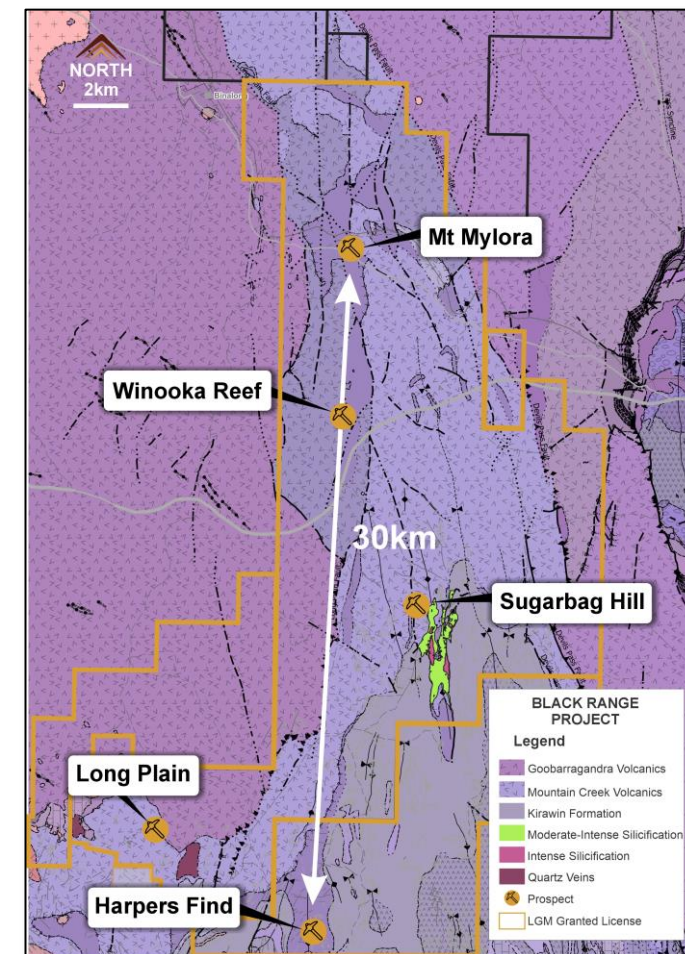 NORTH
2km
Binalong
Mt Mylora
Winooka Reef
30km
Sugarbag Hill
Long Plain
Harpers Find
BLACK RANGE
PROJECT
Legend
Goobarragandra Volcanics
Mountain Creek Volcanics
Kirawin Formation
Moderate-Intense Silicification
Intense Silicification
Quartz Veins
Prospect
LGM Granted License